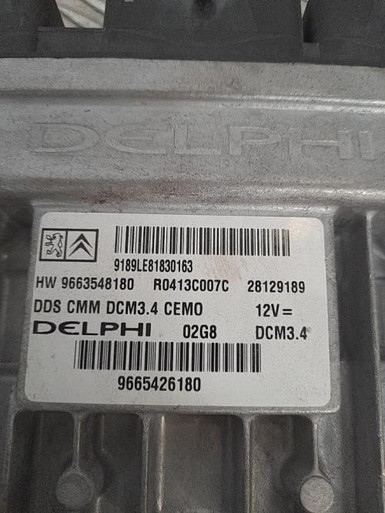 DELPHI
9189LE81830163
HW 9663548180 R0413C007C 28129189
DDS CMM DCM3.4 CEMO 12V=
DELPHI 02G8 DCM3.4
9665426180